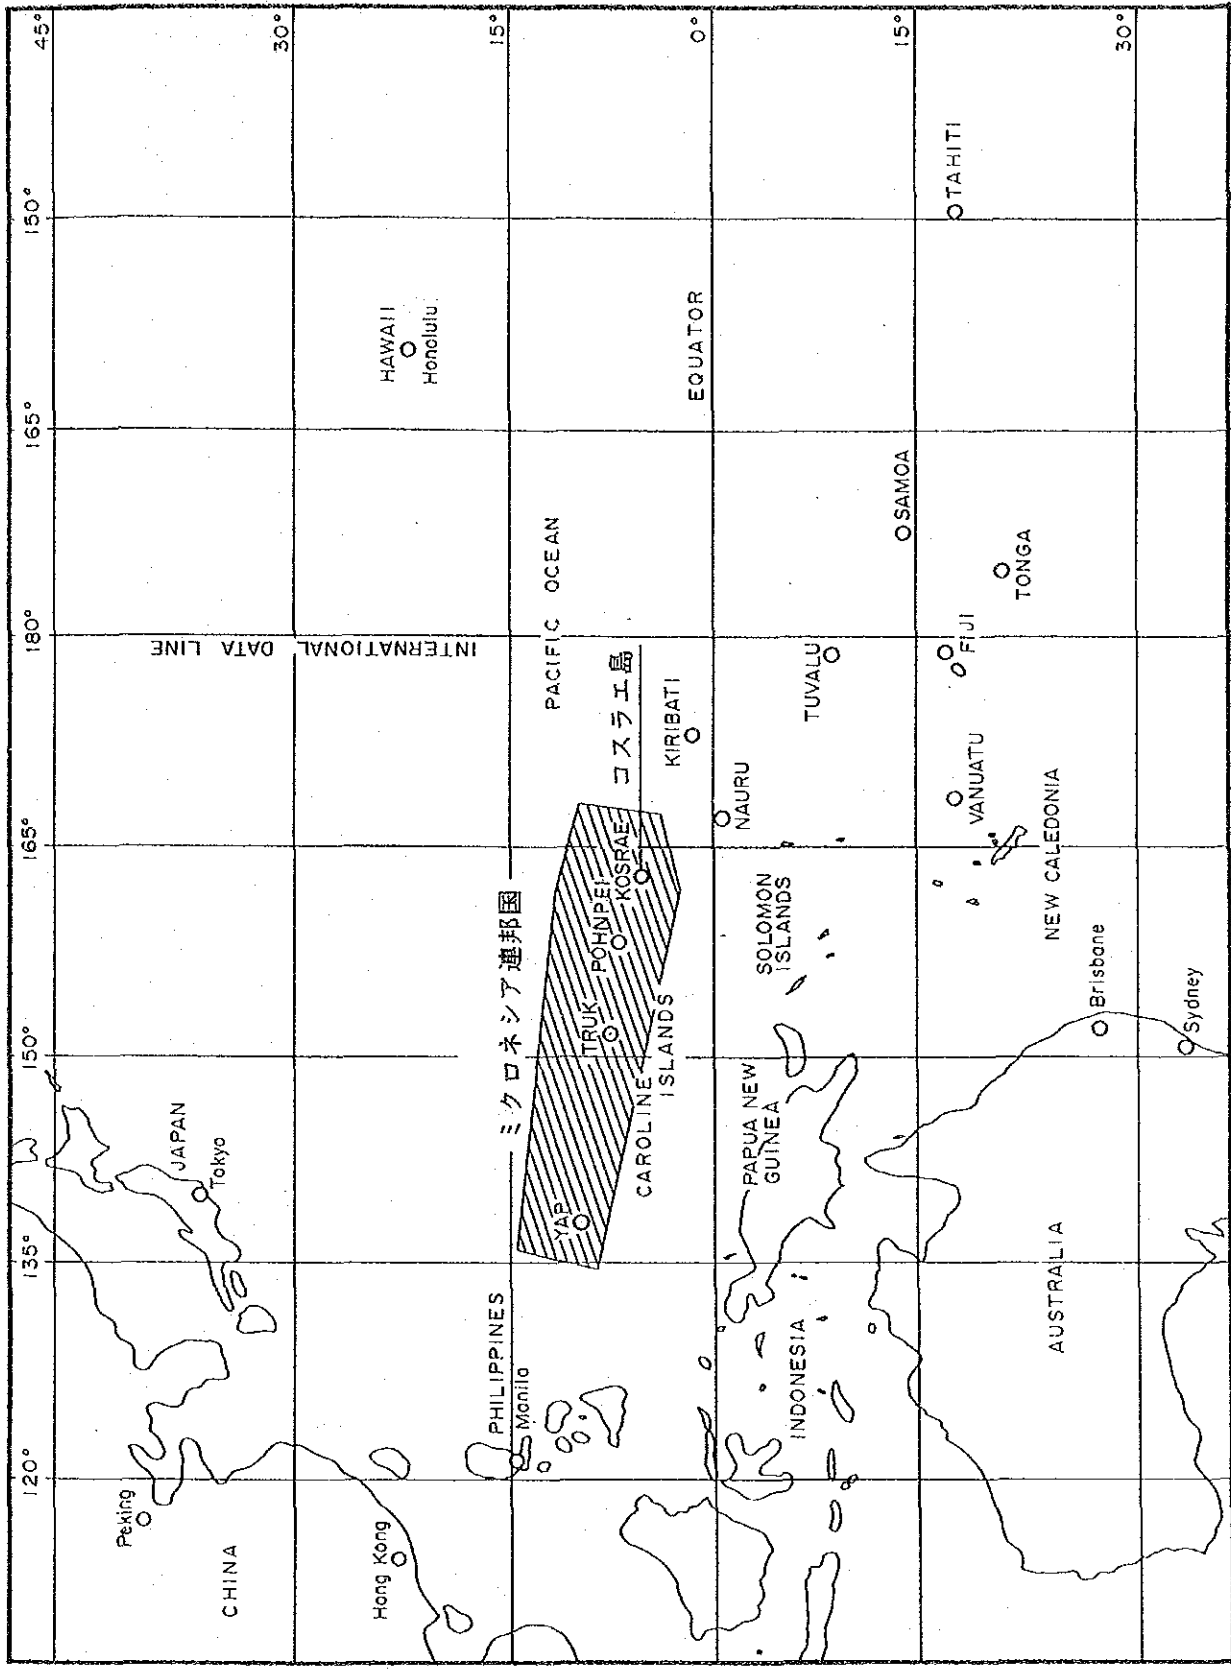 120°
135°
150°
165°
180°
165°
150°
45°
Peking
JAPAN
Tokyo
CHINA
30°
INTERNATIONAL DATA LINE
Hong Kong
HAWAII
Honolulu
PHILIPPINES
Manila
15°
ミクロネシア連邦国
PACIFIC OCEAN
YAP
TRUK
POHNPEI
KOSRAE
コスラエ島
CAROLINE
ISLANDS
KIRIBATI
EQUATOR
0°
NAURU
PAPUA NEW
GUINEA
SOLOMON
ISLANDS
INDONESIA
TUVALU
SAMOA
15°
FIJI
TAHITI
VANUATU
TONGA
NEW CALEDONIA
AUSTRALIA
Brisbane
30°
Sydney